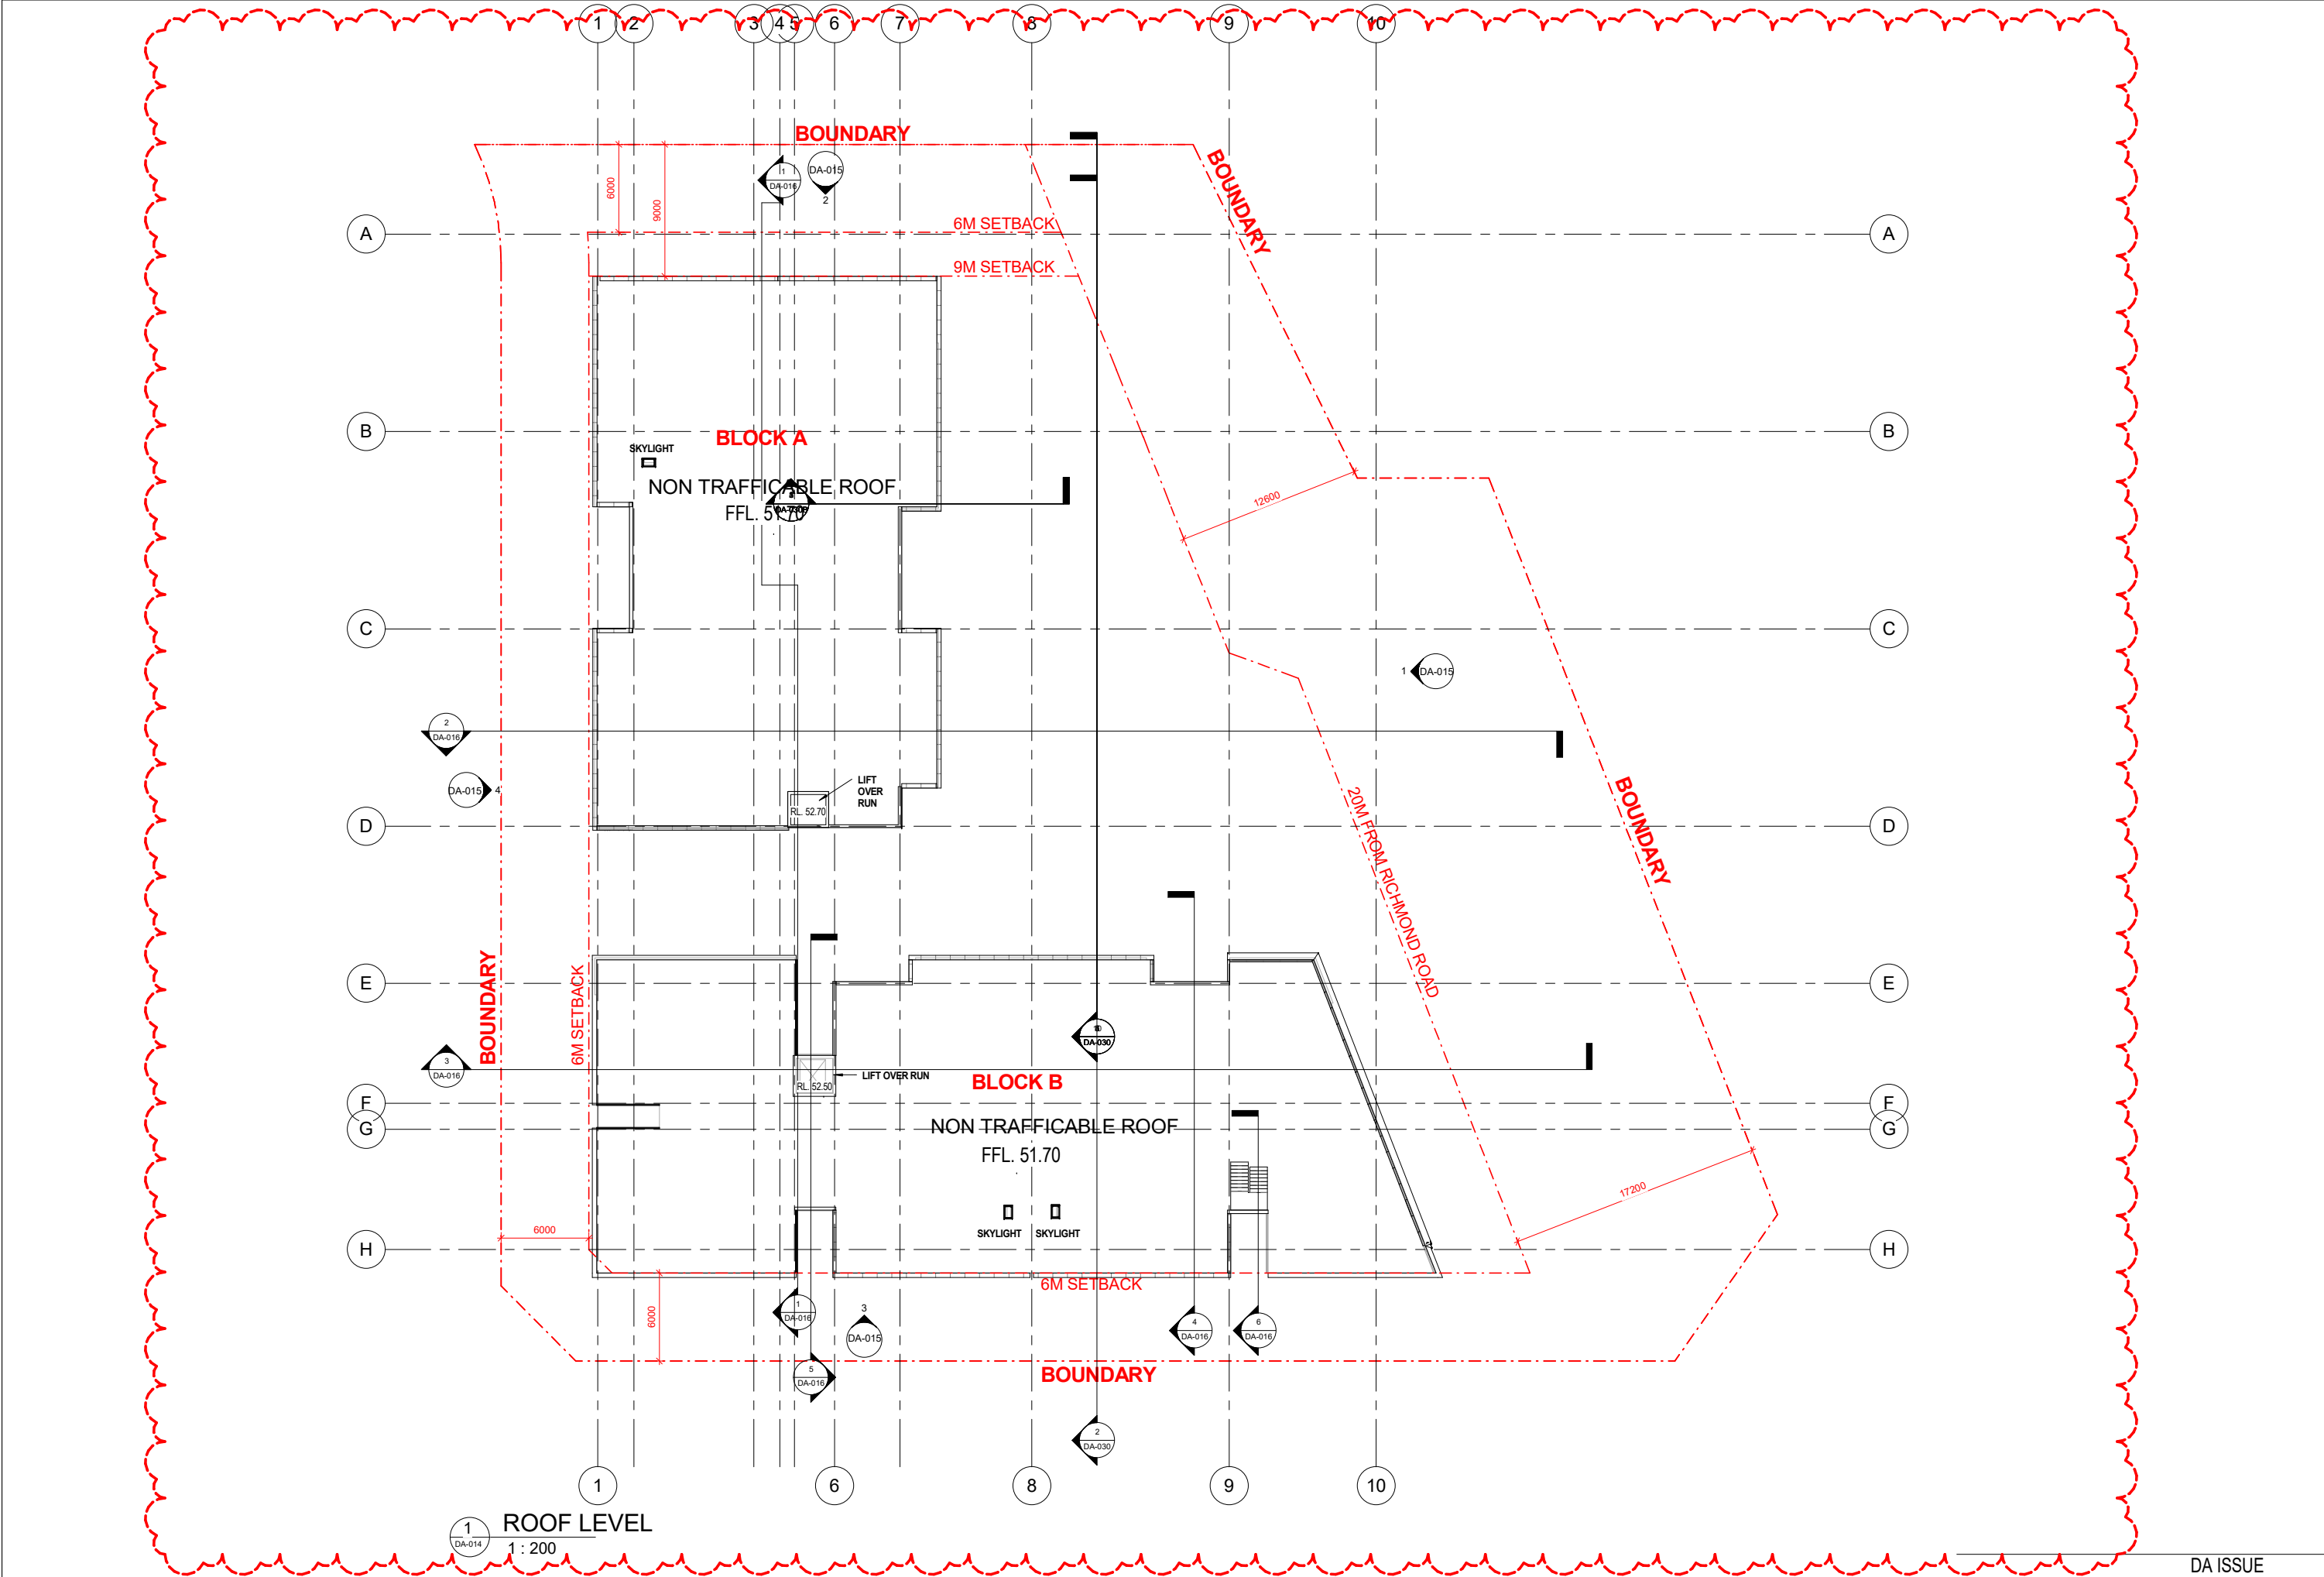 1
2
3
4
5
6
7
8
9
10
BOUNDARY
BOUNDARY
1
DA-016
DA-015
2
6000
9000
6M SETBACK
A
A
9M SETBACK
B
BLOCK A
B
SKYLIGHT
NON TRAFFICABLE ROOF
FFL. 51.70
12600
C
C
1
DA-015
2
DA-016
DA-015
4
LIFT
OVER
RUN
RL. 52.70
20M FROM RICHMOND ROAD
BOUNDARY
D
D
E
E
BOUNDARY
6M SETBACK
DA-030
3
DA-016
LIFT OVER RUN
RL. 52.50
BLOCK B
F
F
G
G
NON TRAFFICABLE ROOF
FFL. 51.70
17200
SKYLIGHT
SKYLIGHT
6000
H
H
6M SETBACK
6000
1
DA-016
3
DA-015
4
DA-016
6
DA-016
5
DA-016
BOUNDARY
2
DA-030
1
6
8
9
10
1
DA-014
ROOF LEVEL
1 : 200
DA ISSUE